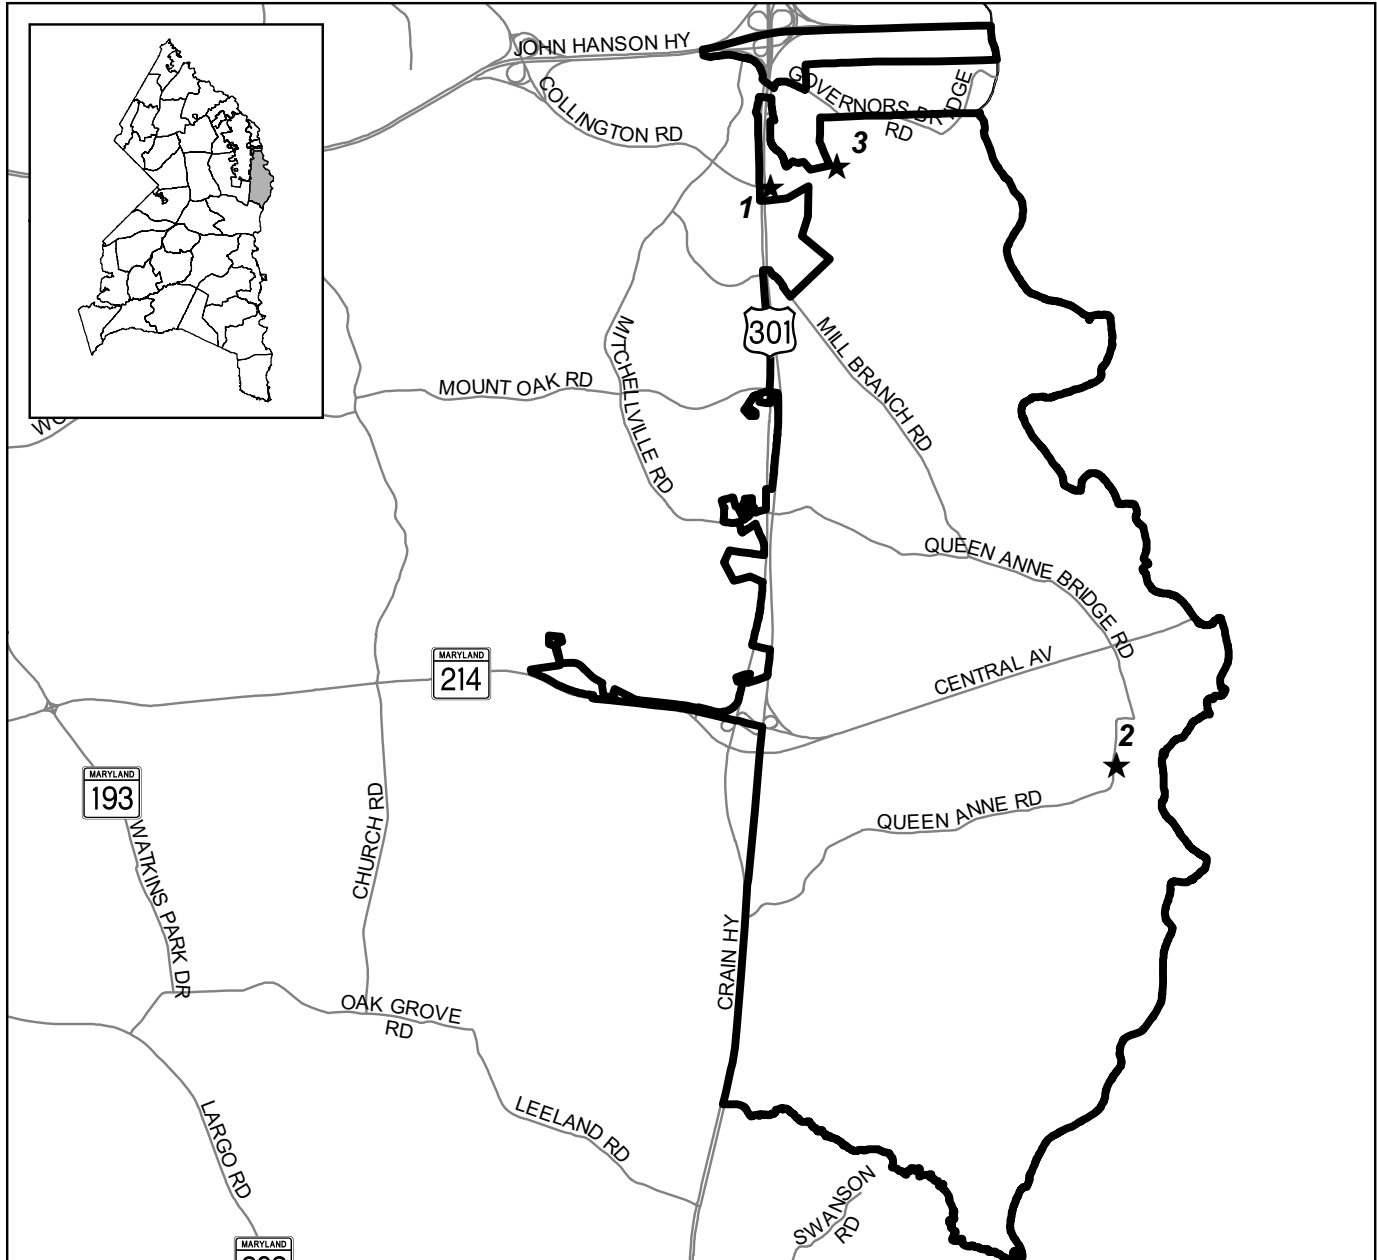 JOHN HANSON HY
COLLINGTON RD
GOVERNORS BRIDGE
RD
3
1
301
MITCHELLVILLE RD
MILL BRANCH RD
MOUNT OAK RD
QUEEN ANNE BRIDGE RD
MARYLAND
214
CENTRAL AV
2
MARYLAND
193
QUEEN ANNE RD
WATKINS PARK DR
CHURCH RD
CRAIN HY
OAK GROVE
RD
LARGO RD
LEELAND RD
SWANSON
RD
MARYLAND